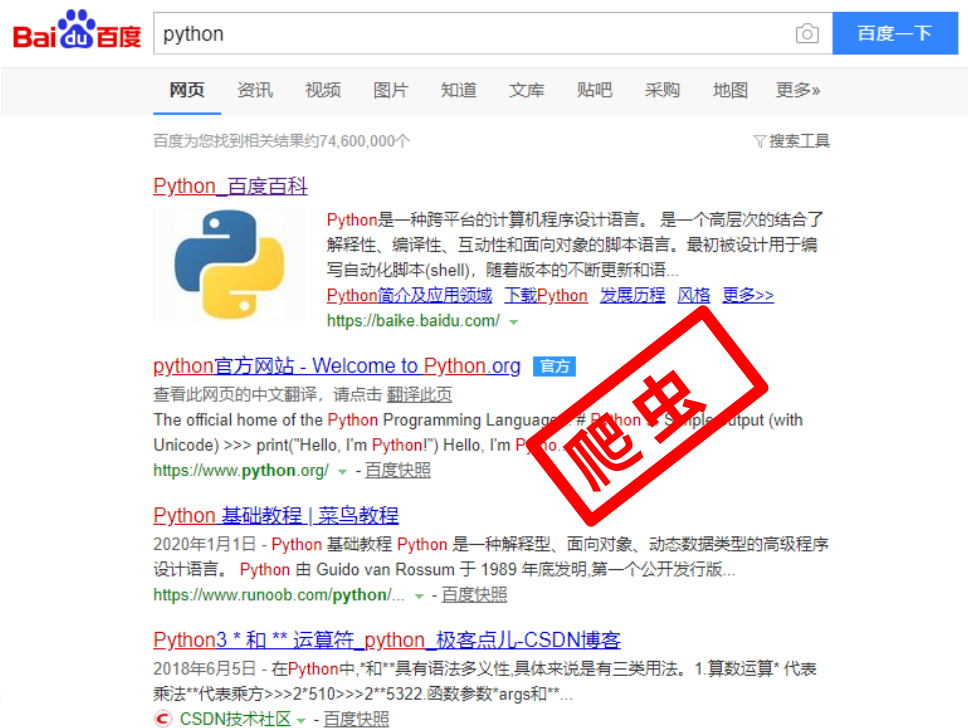 Bai du 百度
python
百度一下
网页 资讯 视频 图片 知道 文库 贴吧 采购 地图 更多»
百度为您找到相关结果约74,600,000个
搜索工具
Python_百度百科
Python是一种跨平台的计算机程序设计语言。 是一个高层次的结合了
解释性、编译性、互动性和面向对象的脚本语言。最初被设计用于编
写自动化脚本(shell)，随着版本的不断更新和语...
Python简介及应用领域 下载Python 发展历程 风格 更多>>
https://baike.baidu.com/
python官方网站 - Welcome to Python.org 官方
查看此网页的中文翻译，请点击 翻译此页
The official home of the Python Programming Language # Python Simple output (with
Unicode) >>> print("Hello, I'm Python!") Hello, I'm Pytho...
https://www.python.org/ - 百度快照
爬虫
Python 基础教程 | 菜鸟教程
2020年1月1日 - Python 基础教程 Python 是一种解释型、面向对象、动态数据类型的高级程序
设计语言。 Python 由 Guido van Rossum 于 1989 年底发明,第一个公开发行版...
https://www.runoob.com/python/... - 百度快照
Python3 * 和 ** 运算符_python_极客点儿-CSDN博客
2018年6月5日 - 在Python中,*和**具有语法多义性,具体来说是有三类用法。1.算数运算* 代表
乘法**代表乘方>>>2*510>>>2**5322.函数参数*args和**...
CSDN技术社区 - 百度快照